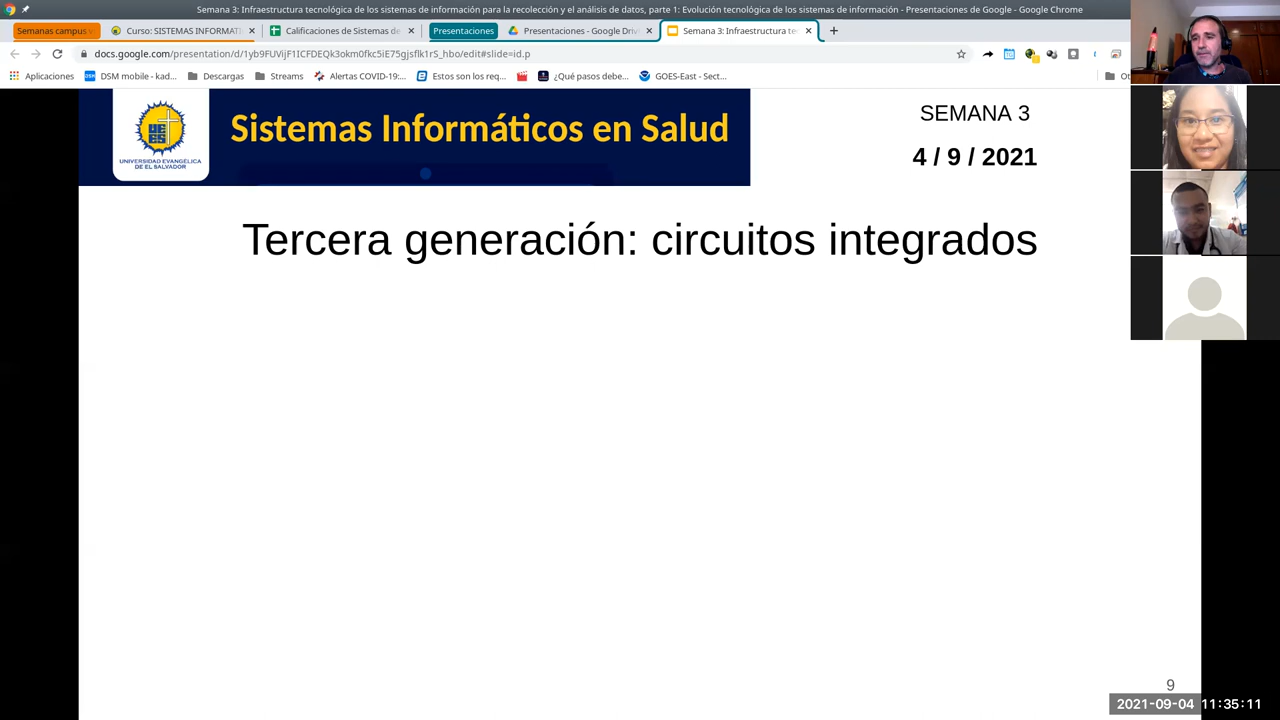 Semana 3: Infraestructura tecnológica de los sistemas de información para la recolección y el análisis de datos, parte 1: Evolución tecnológica de los sistemas de información - Presentaciones de Google - Google Chrome
Semanas campus v
Curso: SISTEMAS INFORMATI
Calificaciones de Sistemas de
Presentaciones
Presentaciones - Google Driv
Semana 3: Infraestructura te
docs.google.com/presentation/d/1yb9FUVijF1ICFDEQk3okm0fkc5iE75gjsflk1rS_hbo/edit#slide=id.p
Aplicaciones
DSM mobile - kad...
Descargas
Streams
Alertas COVID-19:...
Estos son los req...
¿Qué pasos debe...
GOES-East - Sect...
Ot
UE
ES
UNIVERSIDAD EVANGÉLICA
DE EL SALVADOR
Sistemas Informáticos en Salud
SEMANA 3
4 / 9 / 2021
Tercera generación: circuitos integrados
9
2021-09-04 11:35:11